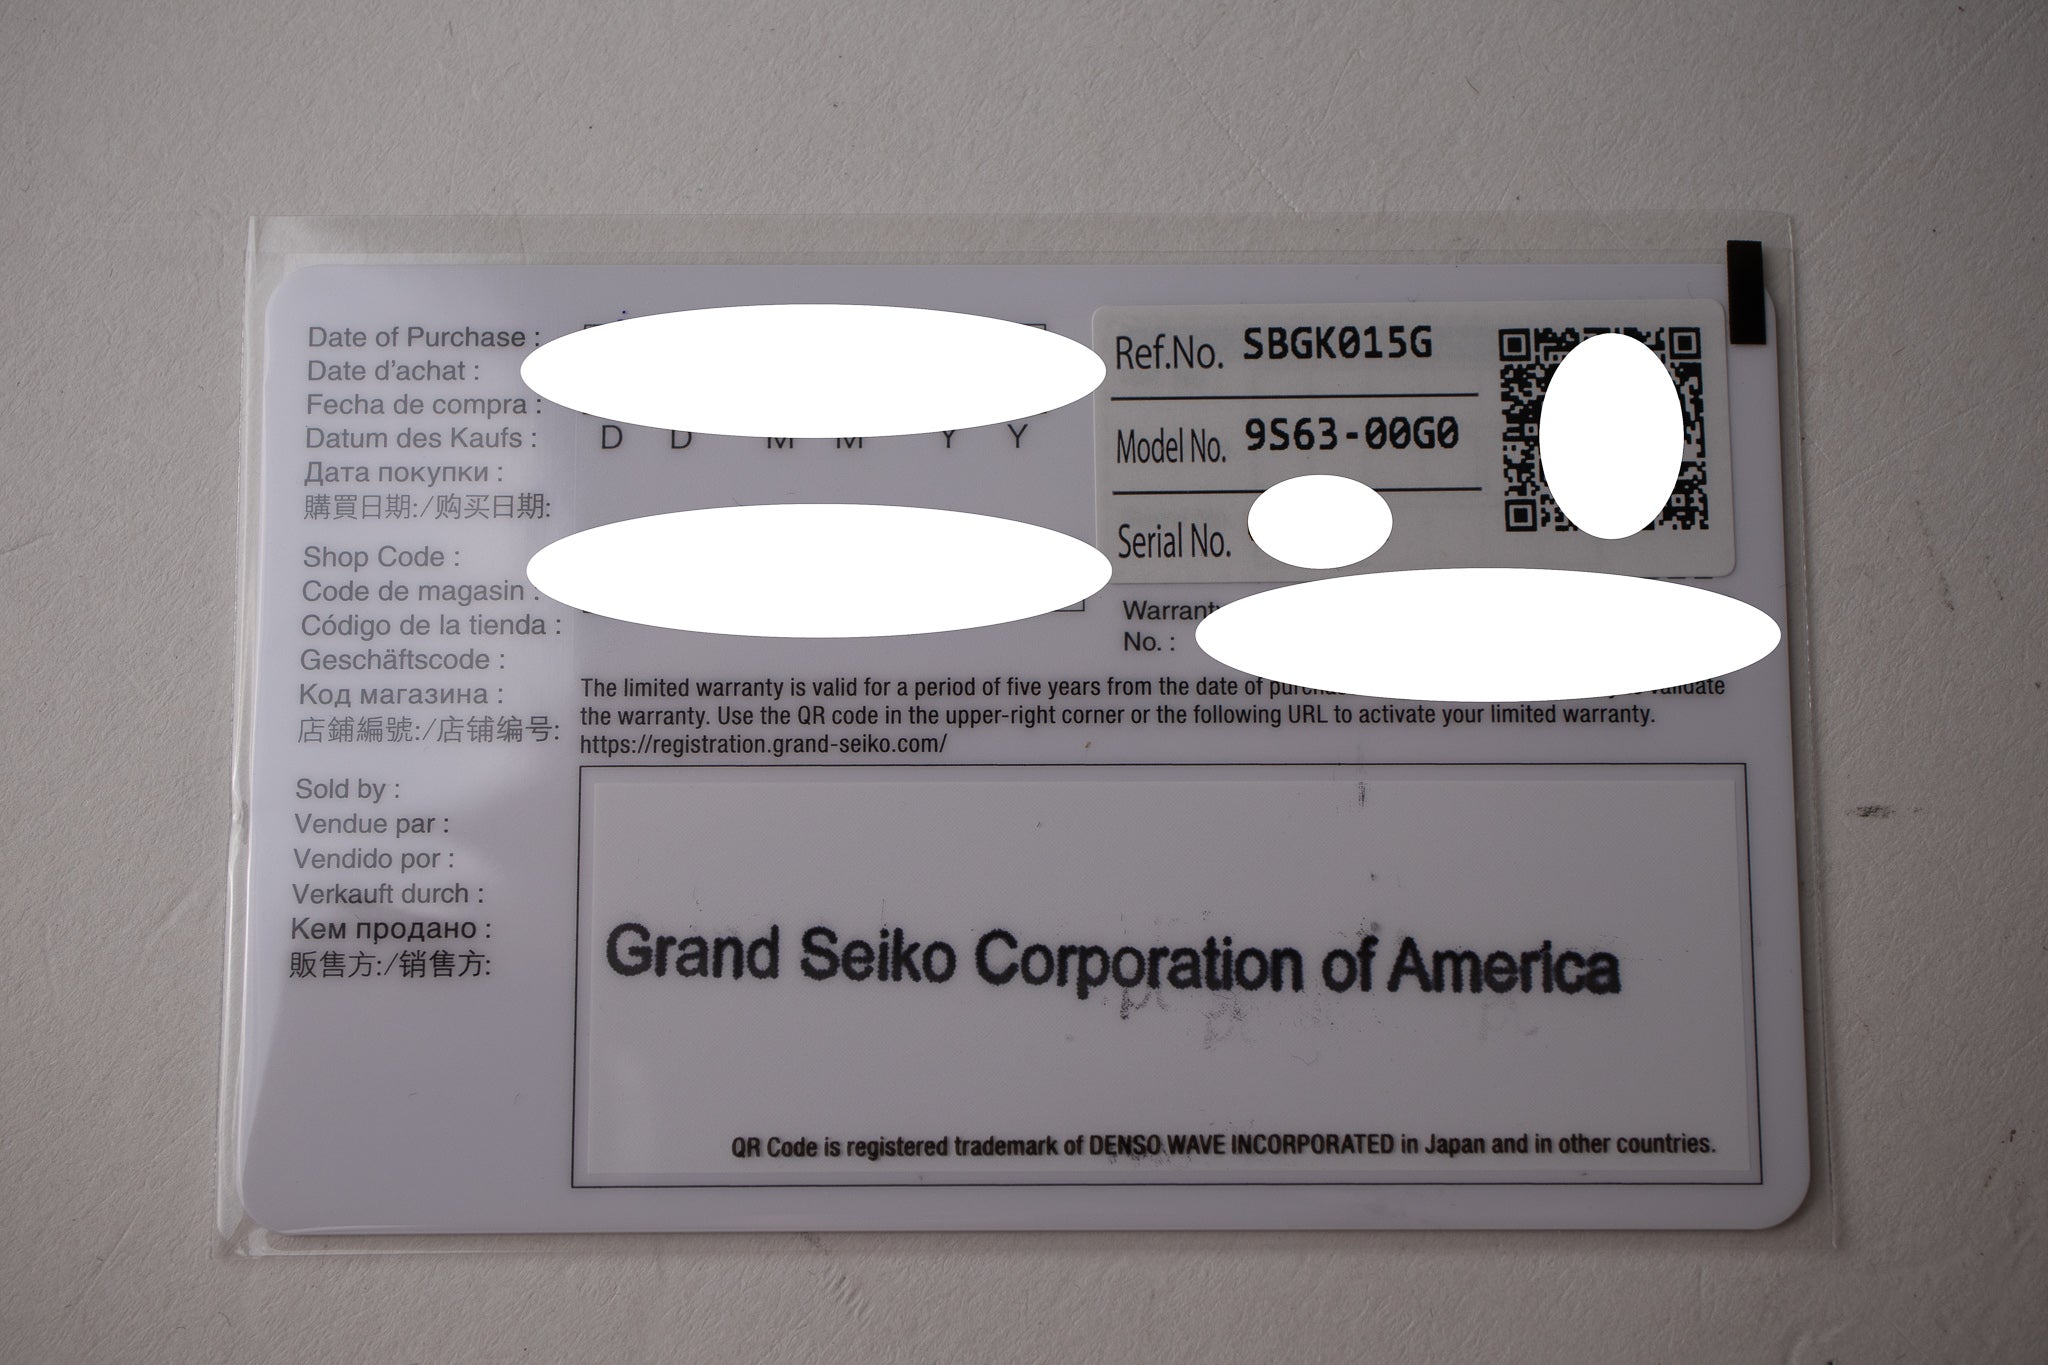 Date of Purchase :
Date d'achat :
Fecha de compra :
Datum des Kaufs :
Дата покупки :
購買日期:/购买日期:
D D M M Y Y
Shop Code :
Code de magasin :
Código de la tienda :
Geschäftscode :
Код магазина :
店鋪編號:/店铺编号:
Sold by :
Vendue par :
Vendido por :
Verkauft durch :
Кем продано :
販售方:/销售方:
Ref.No. SBGK015G
Model No. 9S63-00G0
Serial No.
Warranty
No. :
The limited warranty is valid for a period of five years from the date of validate
the warranty. Use the QR code in the upper-right corner or the following URL to activate your limited warranty.
https://registration.grand-seiko.com/
Grand Seiko Corporation of America
QR Code is registered trademark of DENSO WAVE INCORPORATED in Japan and in other countries.